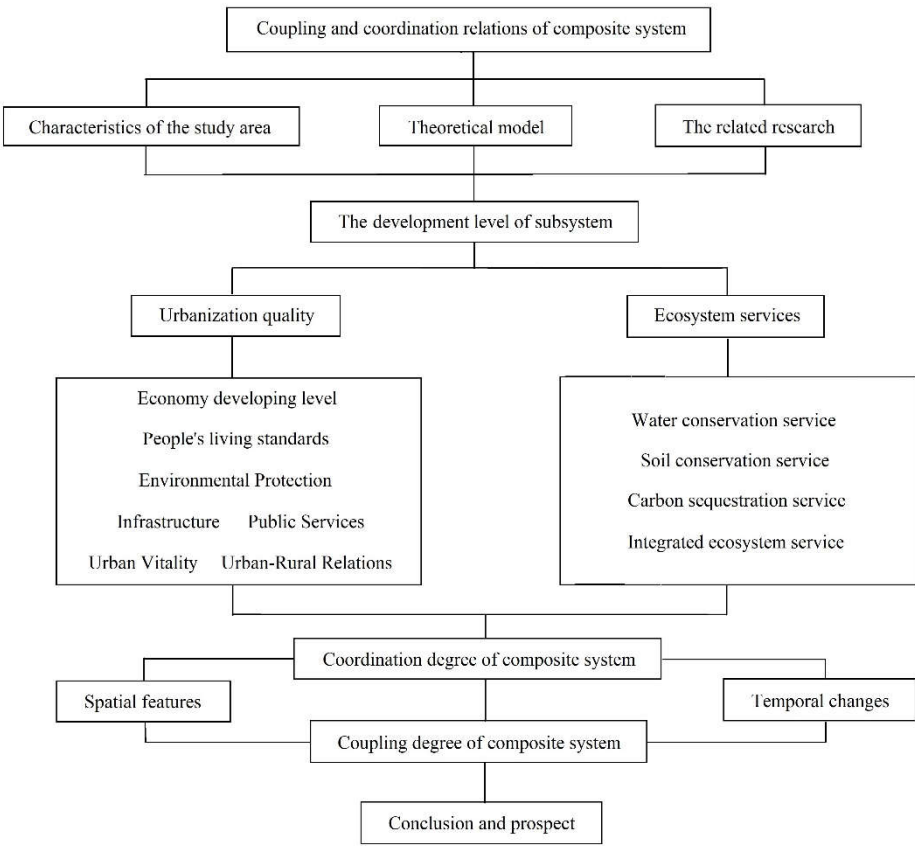 Coupling and coordination relations of composite system
Characteristics of the study area
Theoretical model
The related research
The development level of subsystem
Urbanization quality
Ecosystem services
Economy developing level
People's living standards
Environmental Protection
Infrastructure Public Services
Urban Vitality Urban-Rural Relations
Water conservation service
Soil conservation service
Carbon sequestration service
Integrated ecosystem service
Coordination degree of composite system
Spatial features
Temporal changes
Coupling degree of composite system
Conclusion and prospect